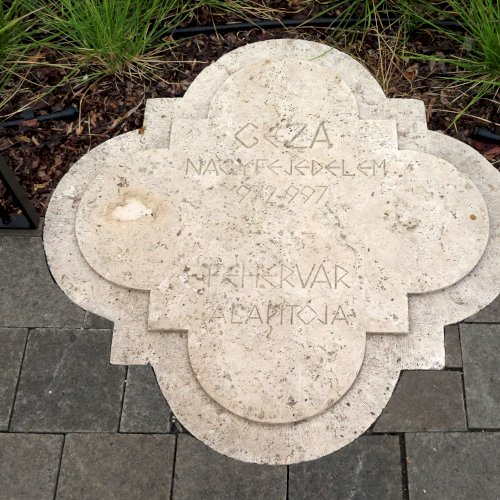 GÉZA
NAGYFEJEDELEM
972-997
FEHÉRVÁR
ALAPÍTÓJA